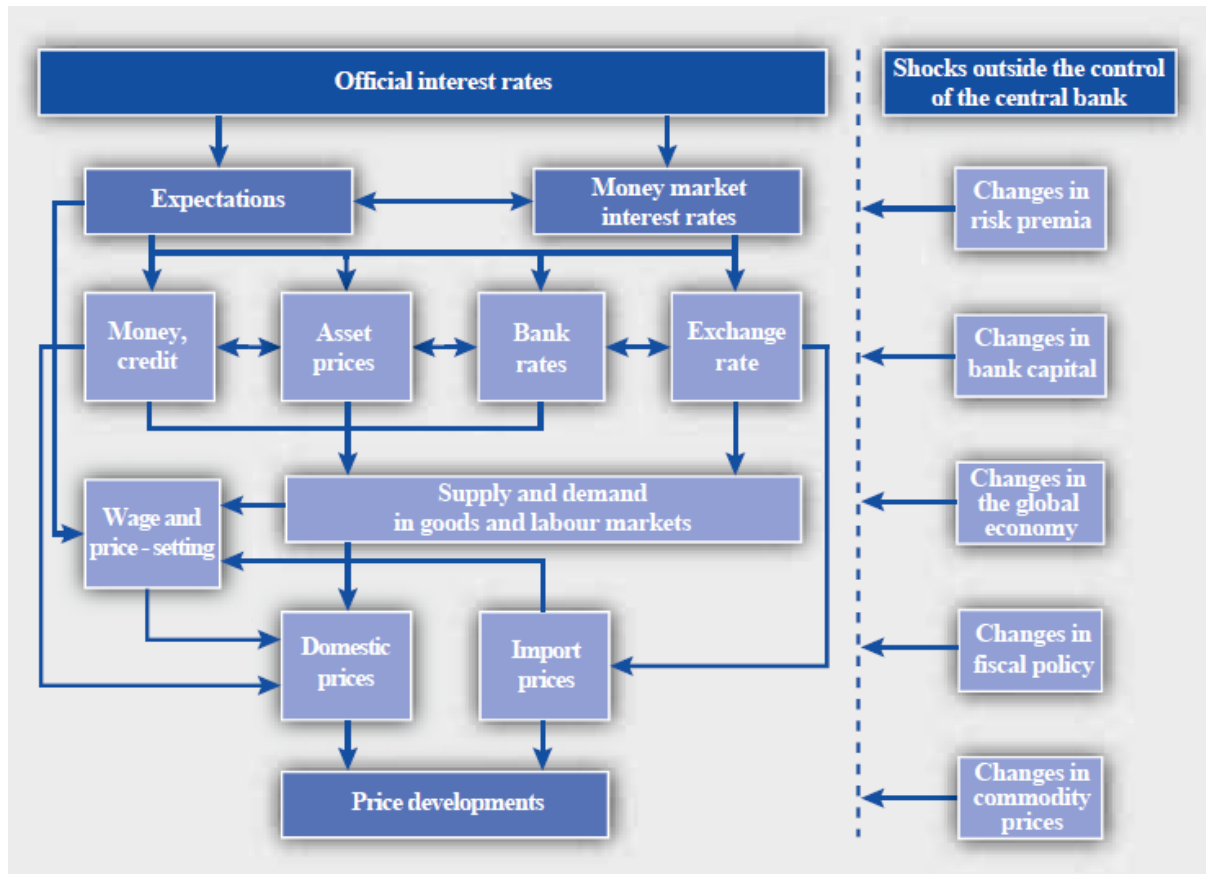 Official interest rates
Shocks outside the control
of the central bank
Expectations
Money market
interest rates
Changes in
risk premia
Money,
credit
Asset
prices
Bank
rates
Exchange
rate
Changes in
bank capital
Supply and demand
in goods and labour markets
Wage and
price - setting
Changes in
the global
economy
Domestic
prices
Import
prices
Changes in
fiscal policy
Price developments
Changes in
commodity
prices